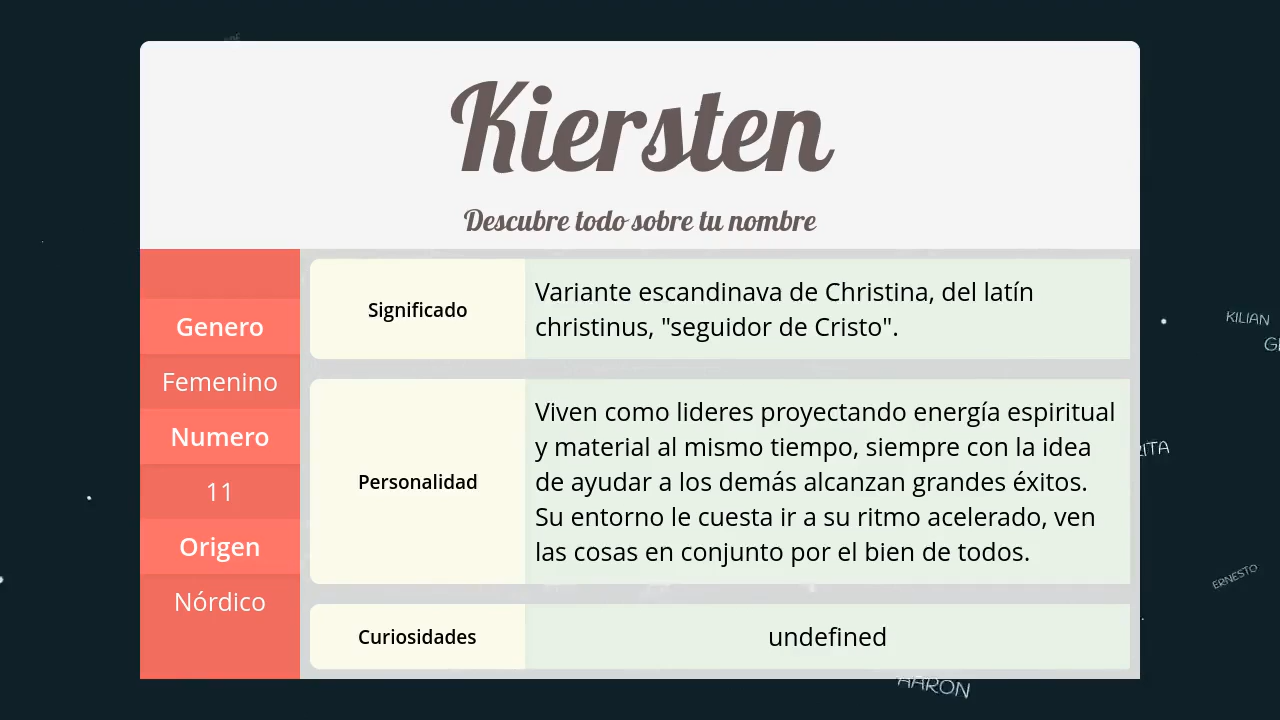 Kiersten
Descubre todo sobre tu nombre
Genero
Femenino
Numero
11
Origen
Nórdico
Significado
Variante escandinava de Christina, del latín
christinus, "seguidor de Cristo".
Personalidad
Viven como lideres proyectando energía espiritual
y material al mismo tiempo, siempre con la idea
de ayudar a los demás alcanzan grandes éxitos.
Su entorno le cuesta ir a su ritmo acelerado, ven
las cosas en conjunto por el bien de todos.
Curiosidades
undefined
KILIAN
ERNESTO
AARON